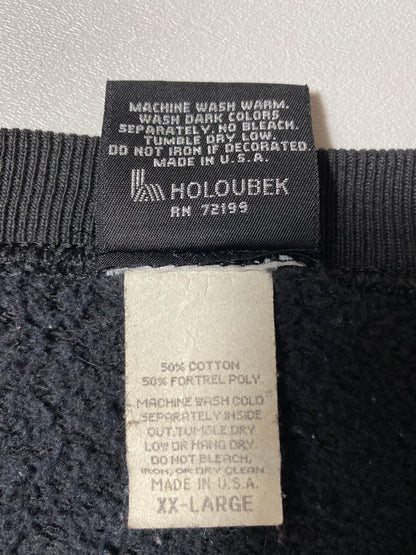 MACHINE WASH WARM.
WASH DARK COLORS
SEPARATELY. NO BLEACH.
TUMBLE DRY LOW.
DO NOT IRON IF DECORATED
MADE IN U.S.A.
HOLOUBEK
RN 72199
50% COTTON
50% FORTREL POLY.
MACHINE WASH COLD
SEPARATELY INSIDE
OUT. TUMBLE DRY
LOW OR HANG DRY.
DO NOT BLEACH,
IRON, OR DRY CLEAN.
MADE IN U.S.A.
XX-LARGE